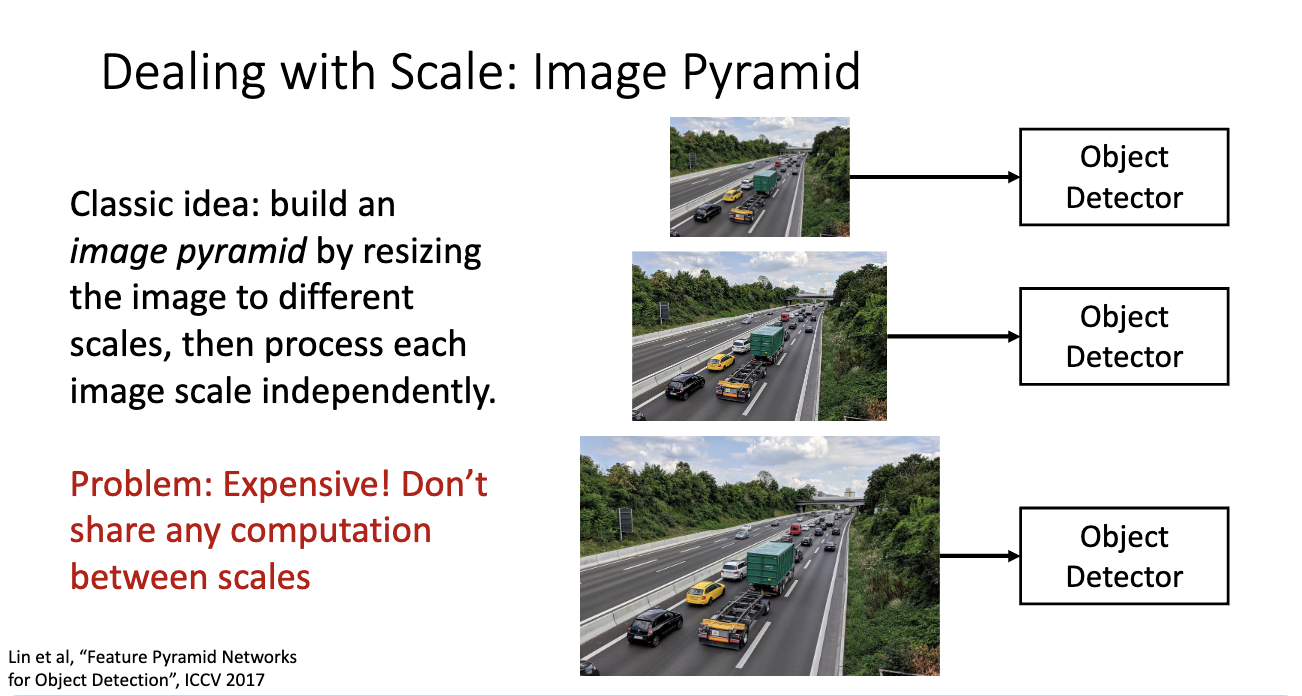 Dealing with Scale: Image Pyramid
Classic idea: build an
image pyramid by resizing
the image to different
scales, then process each
image scale independently.
Problem: Expensive! Don’t
share any computation
between scales
Object
Detector
Object
Detector
Object
Detector
Lin et al, “Feature Pyramid Networks
for Object Detection”, ICCV 2017